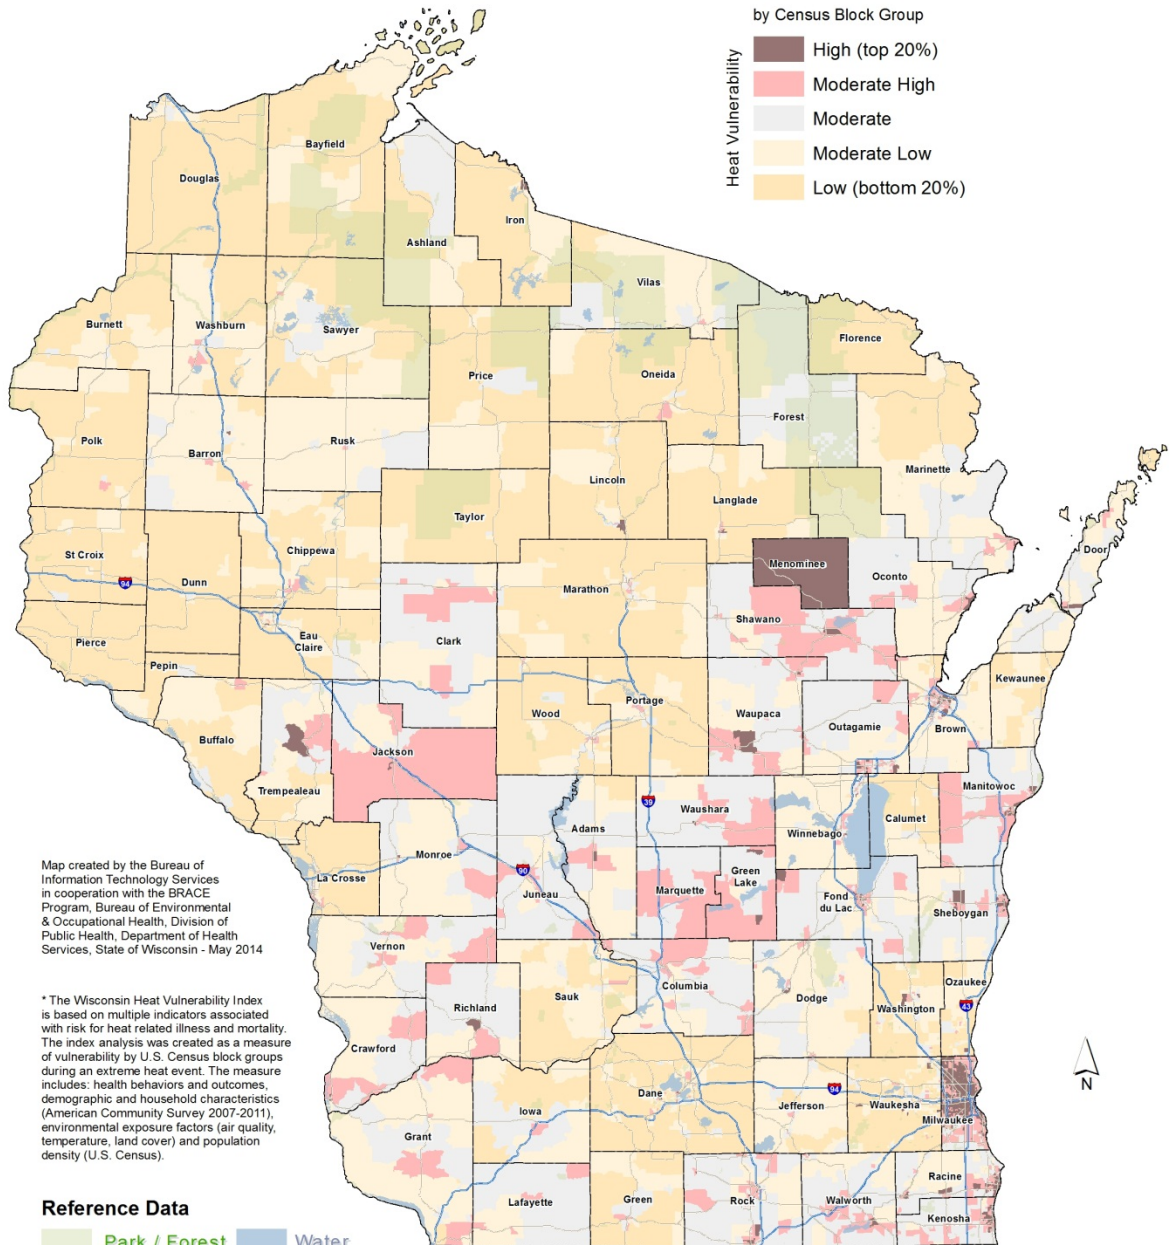 by Census Block Group
Heat Vulnerability
High (top 20%)
Moderate High
Moderate
Moderate Low
Low (bottom 20%)
Bayfield
Douglas
Iron
Ashland
Vilas
Burnett
Washburn
Sawyer
Florence
Price
Oneida
Forest
Polk
Rusk
Barron
Marinette
Lincoln
Langlade
Taylor
Door
St Croix
Chippewa
94
Dunn
Marathon
Menominee
Oconto
Shawano
Pierce
Eau
Claire
Clark
Pepin
Kewaunee
Portage
Wood
Waupaca
Outagamie
Brown
Buffalo
Jackson
Trempealeau
Manitowoc
39
Waushara
Calumet
Adams
Winnebago
Monroe
La Crosse
90
Juneau
Marquette
Green
Lake
Fond
du Lac
Sheboygan
Map created by the Bureau of
Information Technology Services
in cooperation with the BRACE
Program, Bureau of Environmental
& Occupational Health, Division of
Public Health, Department of Health
Services, State of Wisconsin - May 2014
Vernon
Columbia
Ozaukee
Sauk
Dodge
Washington
43
Richland
* The Wisconsin Heat Vulnerability Index
is based on multiple indicators associated
with risk for heat related illness and mortality.
The index analysis was created as a measure
of vulnerability by U.S. Census block groups
during an extreme heat event. The measure
includes: health behaviors and outcomes,
demographic and household characteristics
(American Community Survey 2007-2011),
environmental exposure factors (air quality,
temperature, land cover) and population
density (U.S. Census).
Crawford
N
Dane
94
Iowa
Jefferson
Waukesha
Milwaukee
Grant
Racine
Lafayette
Green
Rock
Walworth
Kenosha
Reference Data
Park / Forest
Water